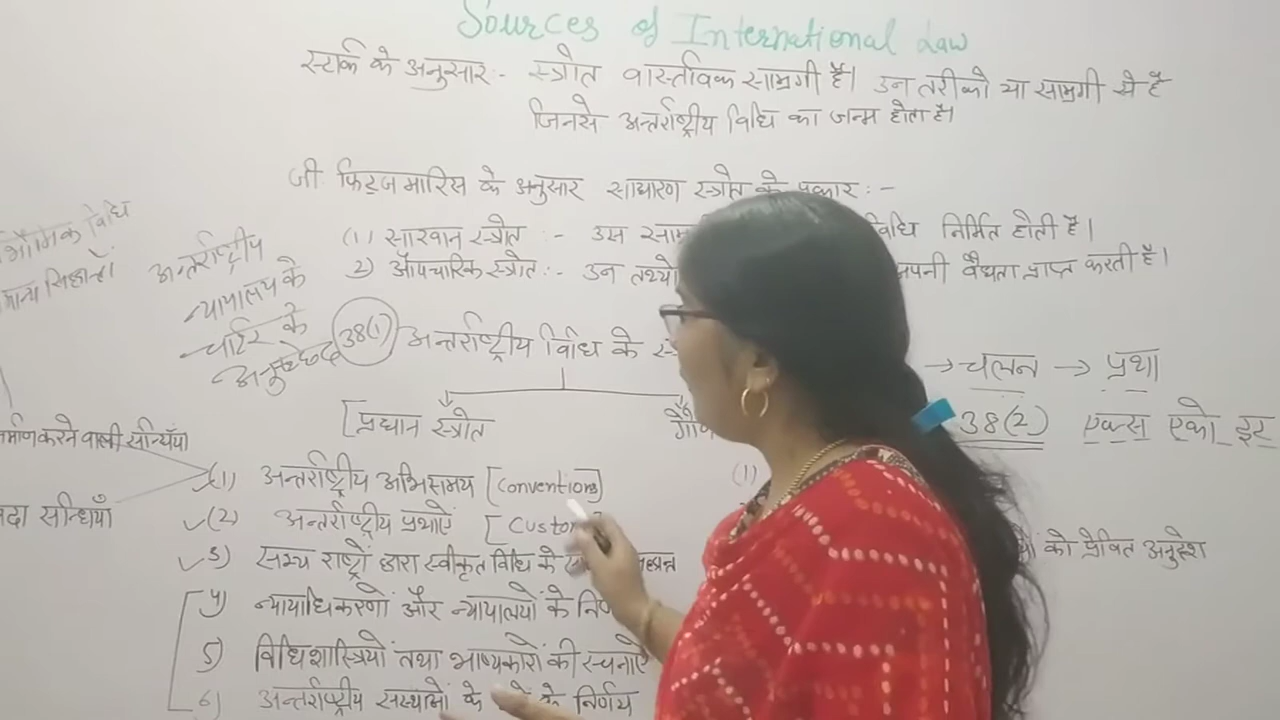 Sources of International Law
स्टार्क के अनुसार :- स्त्रोत वास्तविक सामग्री है। उन तरीको या सामग्री से है
जिनसे अन्तर्राष्ट्रीय विधि का जन्म होता है।
जी फिट्ज मारिस के अनुसार साधारण स्त्रोत के प्रकार :-
(1) सारवान स्त्रोत :- उस विधि निर्मित होती है।
2) औपचारिक स्त्रोत :- उन तथ्यो अपनी वैधता प्राप्त करती है।
विधि
अन्तर्राष्ट्रीय
न्यायालय के
चार्टर के
अनुच्छेद 38(1)
अन्तर्राष्ट्रीय विधि के
→ चलन → प्रथा
[प्रधान स्त्रोत
38(2) एक्स एको इट
करने वाली सन्धियाँ
सन्धियाँ
(1) अन्तर्राष्ट्रीय अभिसमय [Conventions]
(1)
(2) अन्तर्राष्ट्रीय प्रथाएं [Custom
3) सभ्य राष्ट्रों द्वारा स्वीकृत विधि के
को प्रेषित अनुदेश
4) न्यायाधिकरणों और न्यायालयों के
5) विधिशास्त्रियों तथा भाष्यकारों की रचनाएँ
6) अन्तर्राष्ट्रीय संस्थाओं के के निर्णय